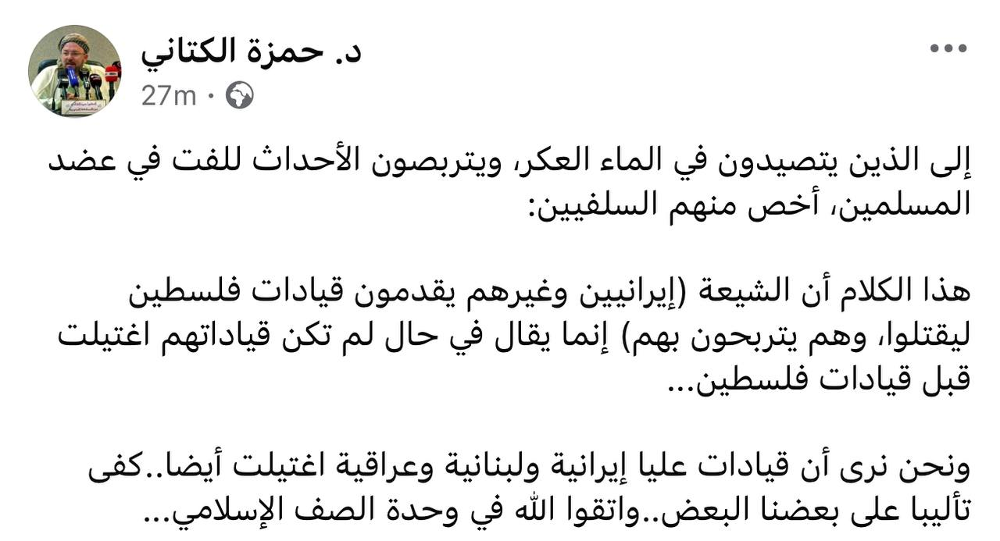 د. حمزة الكتاني
27m ·
إلى الذين يتصيدون في الماء العكر، ويتربصون الأحداث للفت في عضد
المسلمين، أخص منهم السلفيين:
هذا الكلام أن الشيعة (إيرانيين وغيرهم يقدمون قيادات فلسطين
ليقتلوا، وهم يتربحون بهم) إنما يقال في حال لم تكن قياداتهم اغتيلت
قبل قيادات فلسطين...
ونحن نرى أن قيادات عليا إيرانية ولبنانية وعراقية اغتيلت أيضا..كفى
تأليبا على بعضنا البعض..واتقوا الله في وحدة الصف الإسلامي...